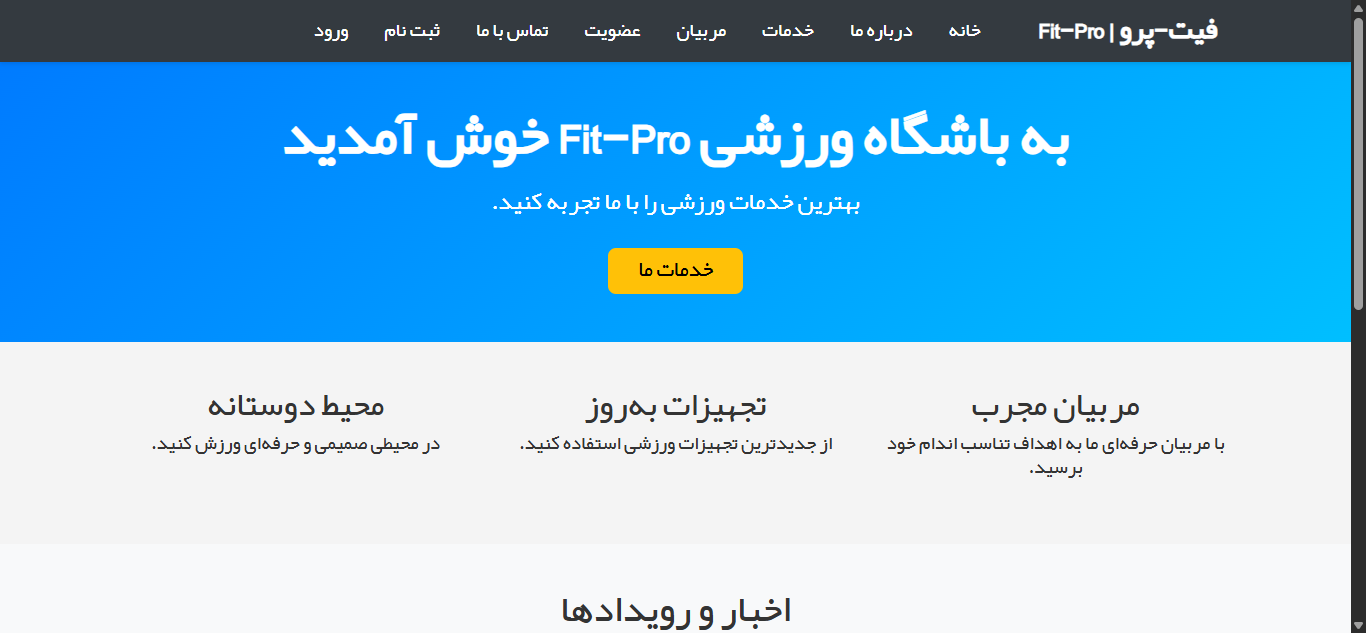 فیت-پرو | Fit-Pro
خانه درباره ما خدمات مربیان عضویت تماس با ما ثبت نام ورود
به باشگاه ورزشی Fit-Pro خوش آمدید
بهترین خدمات ورزشی را با ما تجربه کنید.
خدمات ما
مربیان مجرب
با مربیان حرفه‌ای ما به اهداف تناسب اندام خود
برسید.
تجهیزات به‌روز
از جدیدترین تجهیزات ورزشی استفاده کنید.
محیط دوستانه
در محیطی صمیمی و حرفه‌ای ورزش کنید.
اخبار و رویدادها